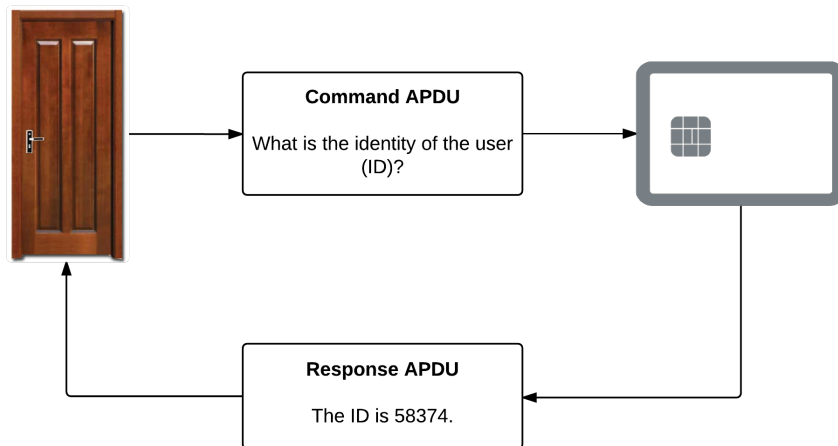 Command APDU
What is the identity of the user
(ID)?
Response APDU
The ID is 58374.